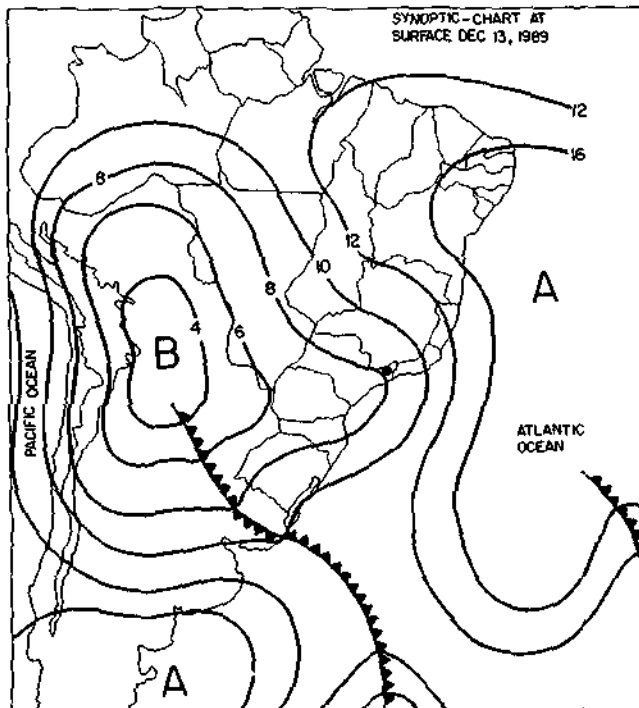 SYNOPTIC-CHART AT
SURFACE DEC 13, 1989
12
16
8
12
10
8
A
4
6
B
PACIFIC OCEAN
ATLANTIC
OCEAN
A